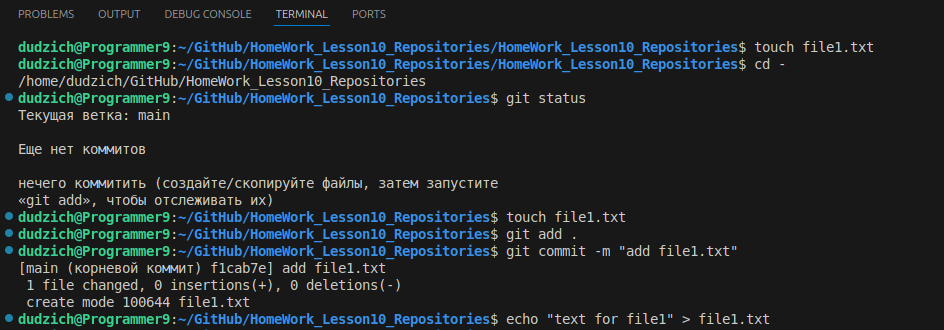 PROBLEMS OUTPUT DEBUG CONSOLE TERMINAL PORTS
dudzich@Programmer9:~/GitHub/HomeWork_Lesson10_Repositories/HomeWork_Lesson10_Repositories$ touch file1.txt
dudzich@Programmer9:~/GitHub/HomeWork_Lesson10_Repositories/HomeWork_Lesson10_Repositories$ cd -
/home/dudzich/GitHub/HomeWork_Lesson10_Repositories
dudzich@Programmer9:~/GitHub/HomeWork_Lesson10_Repositories$ git status
Текущая ветка: main
Еще нет коммитов
нечего коммитить (создайте/скопируйте файлы, затем запустите
«git add», чтобы отслеживать их)
dudzich@Programmer9:~/GitHub/HomeWork_Lesson10_Repositories$ touch file1.txt
dudzich@Programmer9:~/GitHub/HomeWork_Lesson10_Repositories$ git add .
dudzich@Programmer9:~/GitHub/HomeWork_Lesson10_Repositories$ git commit -m "add file1.txt"
[main (корневой коммит) f1cab7e] add file1.txt
1 file changed, 0 insertions(+), 0 deletions(-)
create mode 100644 file1.txt
dudzich@Programmer9:~/GitHub/HomeWork_Lesson10_Repositories$ echo "text for file1" > file1.txt